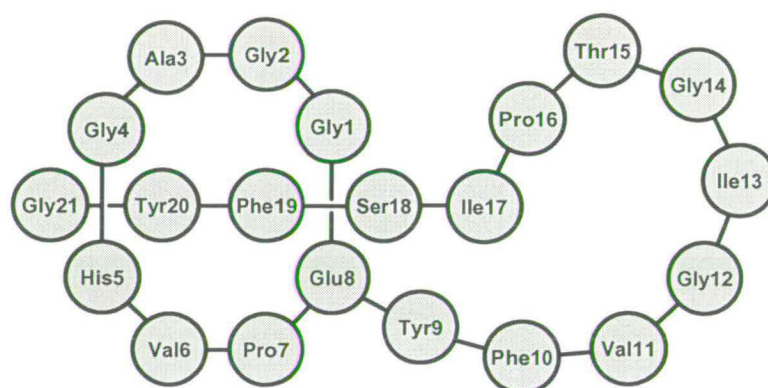 Gly1
Gly2
Ala3
Gly4
His5
Val6
Pro7
Glu8
Tyr9
Phe10
Val11
Gly12
Ile13
Gly14
Thr15
Pro16
Ile17
Ser18
Phe19
Tyr20
Gly21